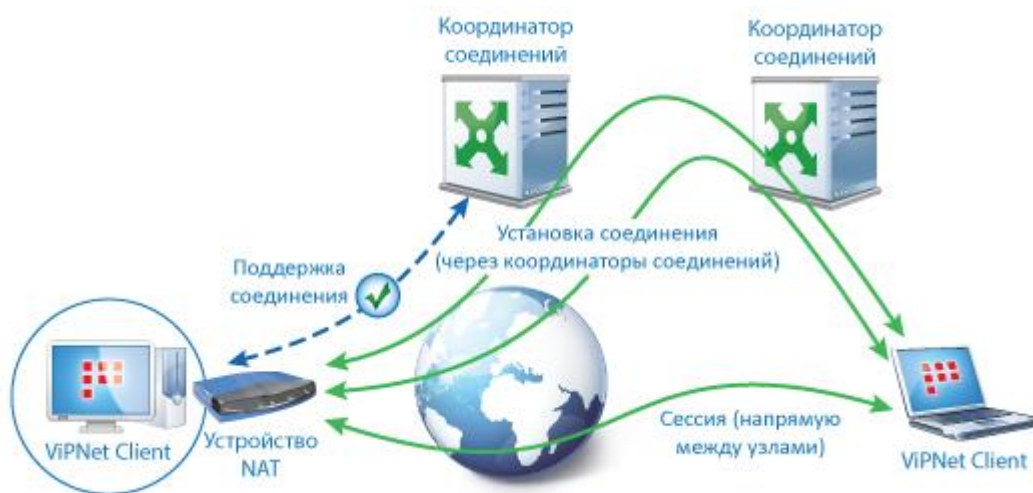 Координатор
соединений
Координатор
соединений
Установка соединения
(через координаторы соединений)
Поддержка
соединения
ViPNet Client
Устройство
NAT
Сессия (напрямую
между узлами)
ViPNet Client